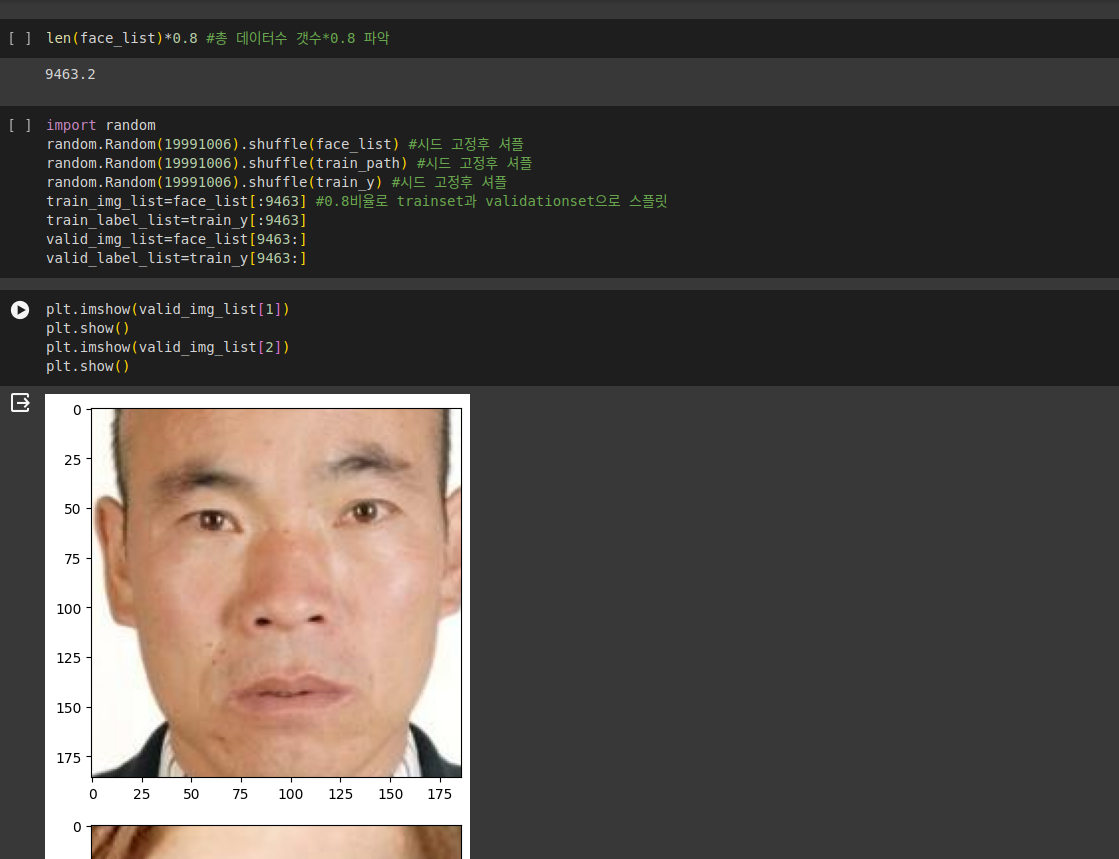 [ ] len(face_list)*0.8 #총 데이터수 갯수*0.8 파악
9463.2
[ ] import random
random.Random(19991006).shuffle(face_list) #시드 고정후 셔플
random.Random(19991006).shuffle(train_path) #시드 고정후 셔플
random.Random(19991006).shuffle(train_y) #시드 고정후 셔플
train_img_list=face_list[:9463] #0.8비율로 trainset과 validationset으로 스플릿
train_label_list=train_y[:9463]
valid_img_list=face_list[9463:]
valid_label_list=train_y[9463:]
plt.imshow(valid_img_list[1])
plt.show()
plt.imshow(valid_img_list[2])
plt.show()
0
25
50
75
100
125
150
175
0 25 50 75 100 125 150 175
0